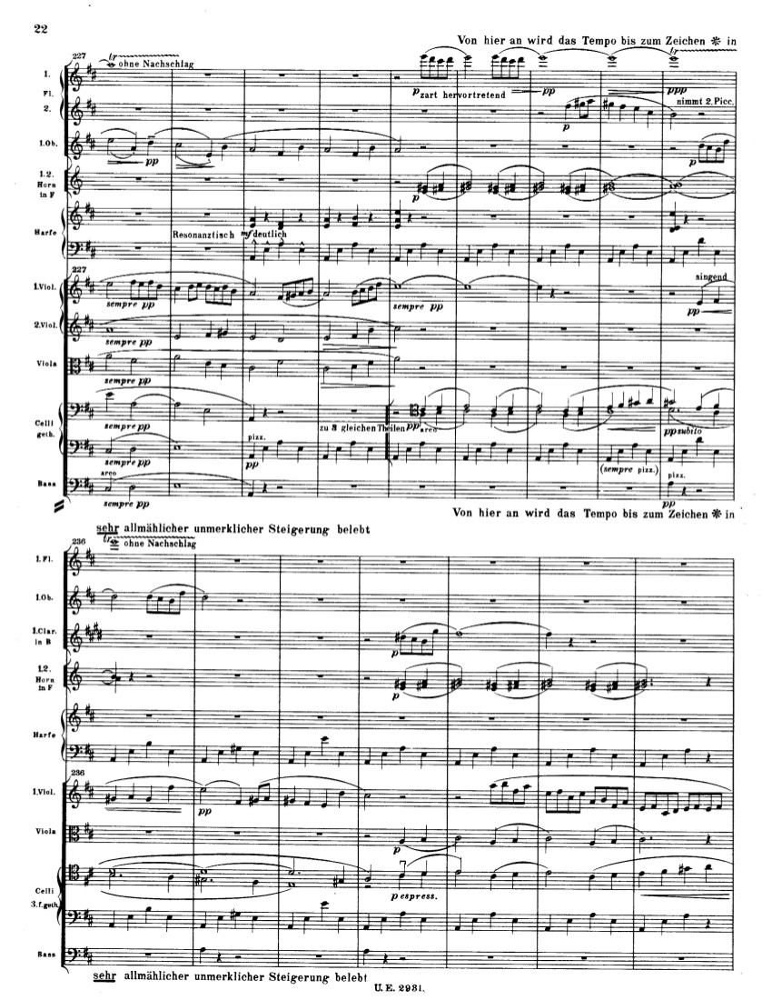 22
Von hier an wird das Tempo bis zum Zeichen ※ in
227
tr
ohne Nachschlag
tr
1.
Fl.
p zart hervortretend
pp
ppp
nimmt 2. Picc.
2.
p
1.Ob.
pp
p
1.2.
Horn
in F
p
Harfe
Resonanztisch mf deutlich
227
singend
1.Viol.
sempre pp
sempre pp
pp
2.Viol.
sempre pp
Viola
sempre pp
Celli
geth.
sempre pp
zu 3 gleichen Theilen pp arco
pp subito
pizz.
sempre pp
pp
(sempre pizz.)
arco
pizz.
Bass
sempre pp
pp
Von hier an wird das Tempo bis zum Zeichen ※ in
sehr allmählicher unmerklicher Steigerung belebt
236
tr
ohne Nachschlag
1.Fl.
1.Ob.
1.Clar.
in B
p
1.2.
Horn
in F
p
Harfe
236
1.Viol.
pp
Viola
p
Celli
3.f.geth.
p espress.
Bass
sehr allmählicher unmerklicher Steigerung belebt
U. E. 2931.